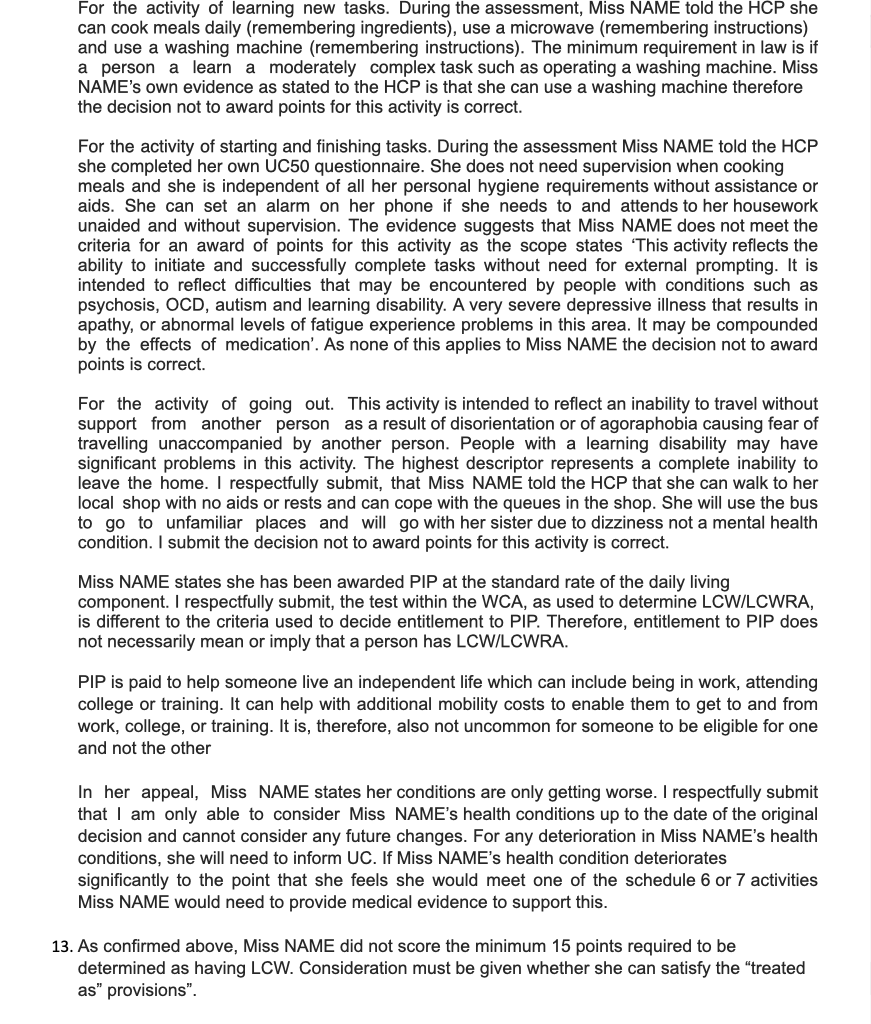 For the activity of learning new tasks. During the assessment, Miss NAME told the HCP she
can cook meals daily (remembering ingredients), use a microwave (remembering instructions)
and use a washing machine (remembering instructions). The minimum requirement in law is if
a person a learn a moderately complex task such as operating a washing machine. Miss
NAME's own evidence as stated to the HCP is that she can use a washing machine therefore
the decision not to award points for this activity is correct.
For the activity of starting and finishing tasks. During the assessment Miss NAME told the HCP
she completed her own UC50 questionnaire. She does not need supervision when cooking
meals and she is independent of all her personal hygiene requirements without assistance or
aids. She can set an alarm on her phone if she needs to and attends to her housework
unaided and without supervision. The evidence suggests that Miss NAME does not meet the
criteria for an award of points for this activity as the scope states ‘This activity reflects the
ability to initiate and successfully complete tasks without need for external prompting. It is
intended to reflect difficulties that may be encountered by people with conditions such as
psychosis, OCD, autism and learning disability. A very severe depressive illness that results in
apathy, or abnormal levels of fatigue experience problems in this area. It may be compounded
by the effects of medication’. As none of this applies to Miss NAME the decision not to award
points is correct.
For the activity of going out. This activity is intended to reflect an inability to travel without
support from another person as a result of disorientation or of agoraphobia causing fear of
travelling unaccompanied by another person. People with a learning disability may have
significant problems in this activity. The highest descriptor represents a complete inability to
leave the home. I respectfully submit, that Miss NAME told the HCP that she can walk to her
local shop with no aids or rests and can cope with the queues in the shop. She will use the bus
to go to unfamiliar places and will go with her sister due to dizziness not a mental health
condition. I submit the decision not to award points for this activity is correct.
Miss NAME states she has been awarded PIP at the standard rate of the daily living
component. I respectfully submit, the test within the WCA, as used to determine LCW/LCWRA,
is different to the criteria used to decide entitlement to PIP. Therefore, entitlement to PIP does
not necessarily mean or imply that a person has LCW/LCWRA.
PIP is paid to help someone live an independent life which can include being in work, attending
college or training. It can help with additional mobility costs to enable them to get to and from
work, college, or training. It is, therefore, also not uncommon for someone to be eligible for one
and not the other
In her appeal, Miss NAME states her conditions are only getting worse. I respectfully submit
that I am only able to consider Miss NAME's health conditions up to the date of the original
decision and cannot consider any future changes. For any deterioration in Miss NAME's health
conditions, she will need to inform UC. If Miss NAME's health condition deteriorates
significantly to the point that she feels she would meet one of the schedule 6 or 7 activities
Miss NAME would need to provide medical evidence to support this.
13. As confirmed above, Miss NAME did not score the minimum 15 points required to be
determined as having LCW. Consideration must be given whether she can satisfy the “treated
as” provisions”.